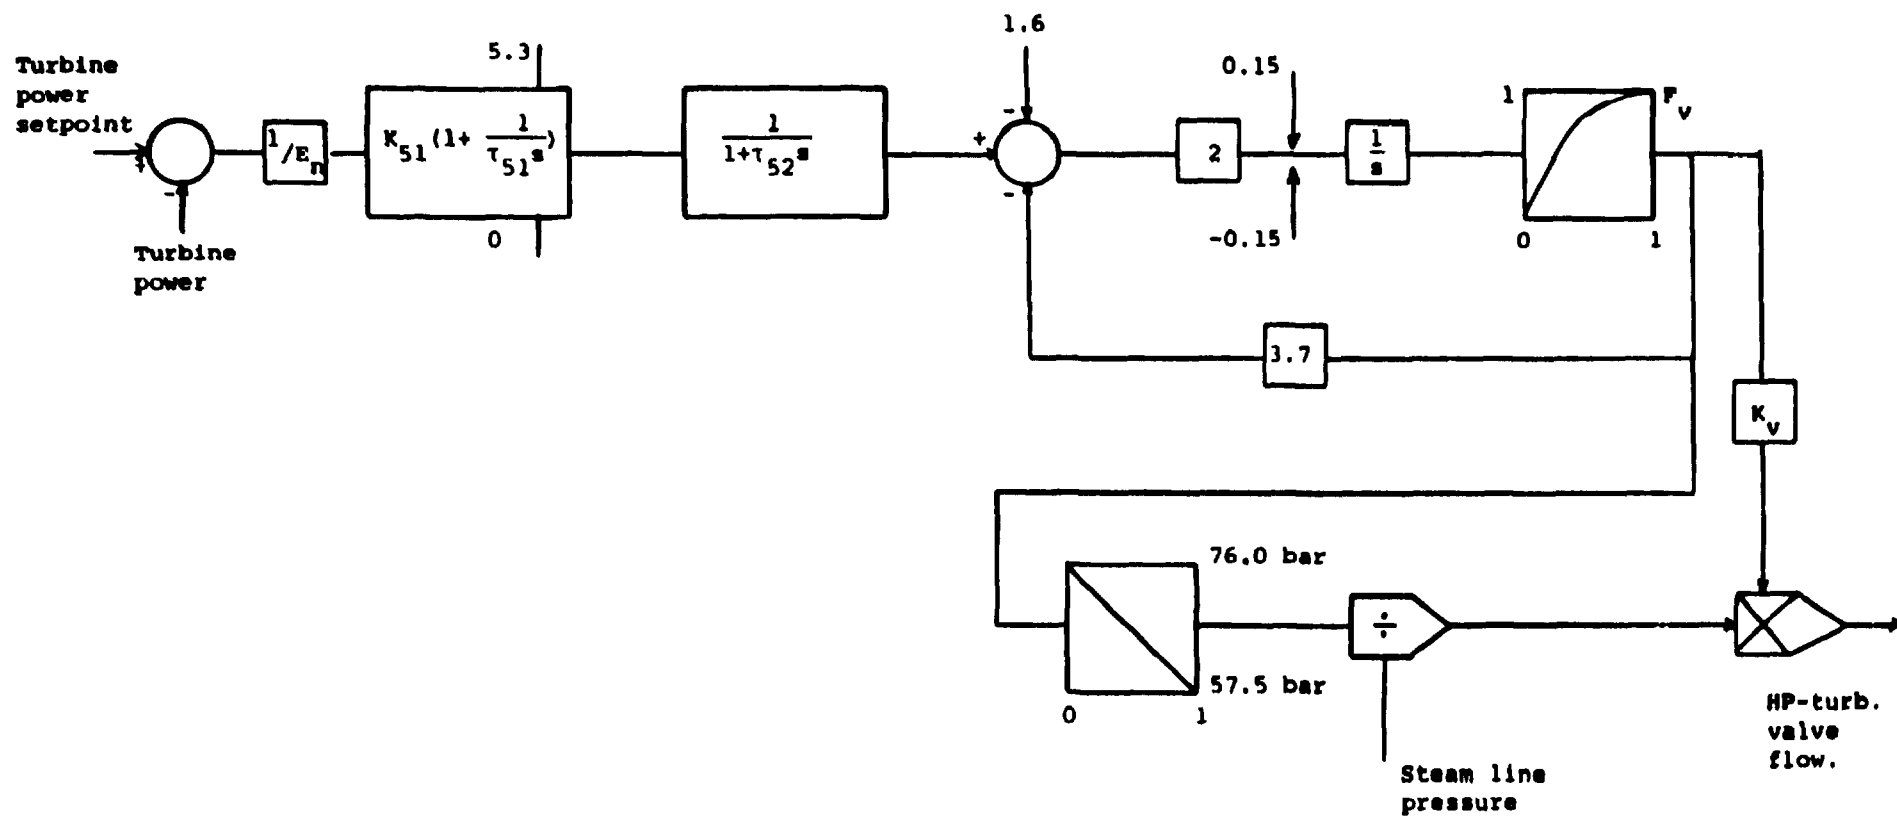 Turbine
power
setpoint
+
-
Turbine
power
1/E_n
5.3
K_51 (1+ 1/(τ_51 s))
0
1/(1+τ_52 s)
1.6
-
+
-
2
0.15
-0.15
1/s
1
F_v
0
1
3.7
K_v
76.0 bar
57.5 bar
0
1
÷
Steam line
pressure
HP-turb.
valve
flow.